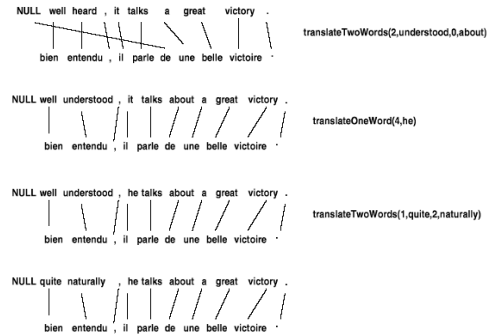 NULL well heard , it talks a great victory .
translateTwoWords(2,understood,0,about)
bien entendu , il parle de une belle victoire .
NULL well understood , it talks about a great victory .
translateOneWord(4,he)
bien entendu , il parle de une belle victoire .
NULL well understood , he talks about a great victory .
translateTwoWords(1,quite,2,naturally)
bien entendu , il parle de une belle victoire .
NULL quite naturally , he talks about a great victory .
bien entendu , il parle de une belle victoire .